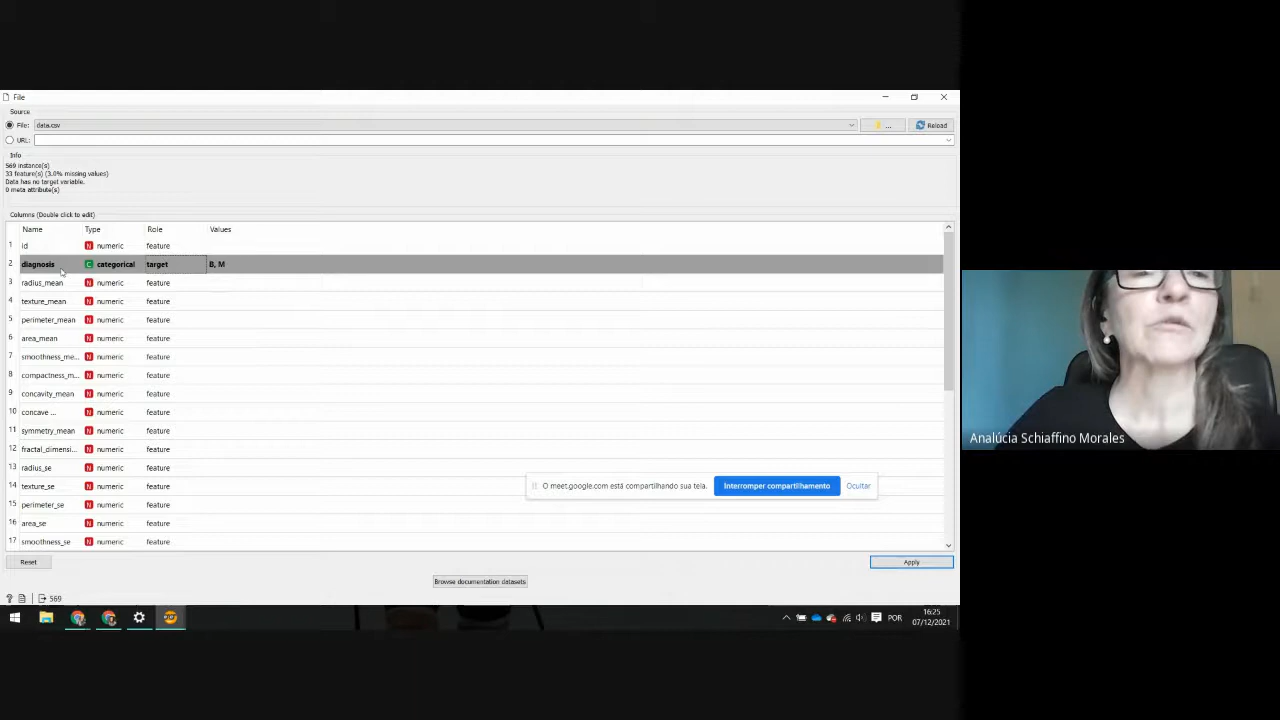 File
Source
File: data.csv ... Reload
URL:
Info
569 instance(s)
33 feature(s) (3.0% missing values)
Data has no target variable.
0 meta attribute(s)
Columns (Double click to edit)
Name Type Role Values
1 id N numeric feature
2 diagnosis C categorical target B, M
3 radius_mean N numeric feature
4 texture_mean N numeric feature
5 perimeter_mean N numeric feature
6 area_mean N numeric feature
7 smoothness_me... N numeric feature
8 compactness_m... N numeric feature
9 concavity_mean N numeric feature
10 concave ... N numeric feature
11 symmetry_mean N numeric feature
12 fractal_dimensi... N numeric feature
13 radius_se N numeric feature
14 texture_se N numeric feature
15 perimeter_se N numeric feature
16 area_se N numeric feature
17 smoothness_se N numeric feature
O meet.google.com está compartilhando sua tela. Interromper compartilhamento Ocultar
Reset Apply
Browse documentation datasets
? 569
POR 16:25
07/12/2021
Analúcia Schiaffino Morales